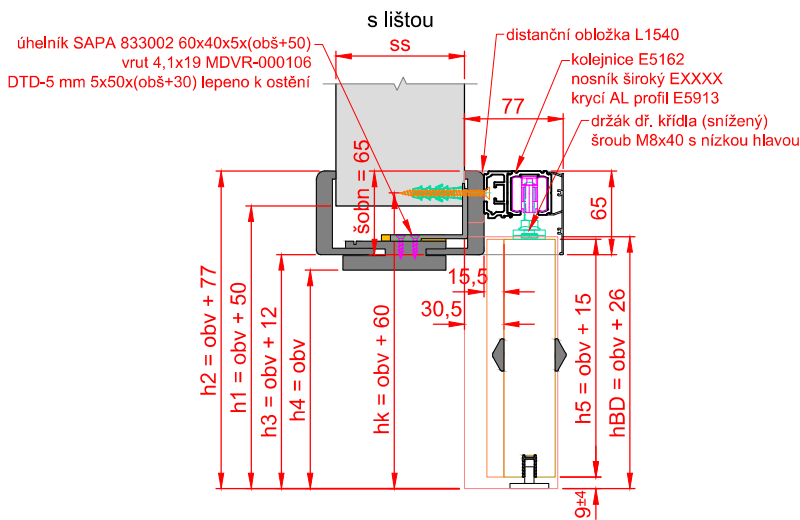 s lištou
úhelník SAPA 833002 60x40x5x(obš+50)
vrut 4,1x19 MDVR-000106
DTD-5 mm 5x50x(obš+30) lepeno k ostění
ss
distanční obložka L1540
kolejnice E5162
nosník široký EXXXX
krycí AL profil E5913
77
držák dř. křídla (snížený)
šroub M8x40 s nízkou hlavou
šobn = 65
65
15,5
30,5
h2 = obv + 77
h1 = obv + 50
h3 = obv + 12
h4 = obv
hk = obv + 60
h5 = obv + 15
hBD = obv + 26
9±4